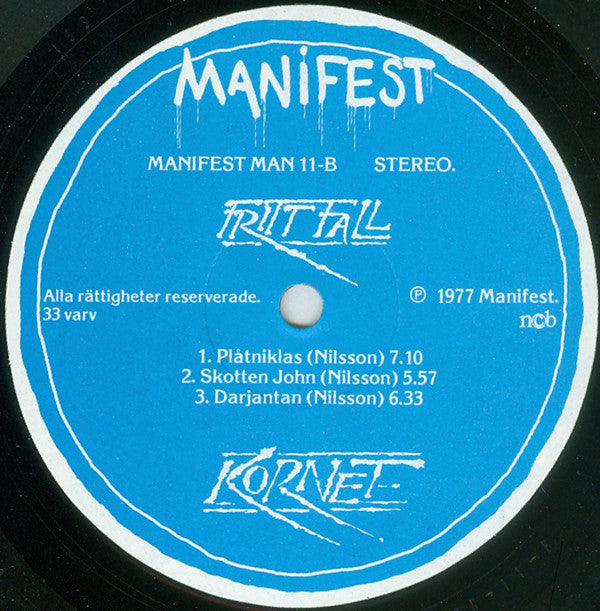 MANIFEST
MANIFEST MAN 11-B STEREO.
FRITT FALL
Alla rättigheter reserverade. ℗ 1977 Manifest.
33 varv ncb
1. Plåtniklas (Nilsson) 7.10
2. Skotten John (Nilsson) 5.57
3. Darjantan (Nilsson) 6.33
KORNET